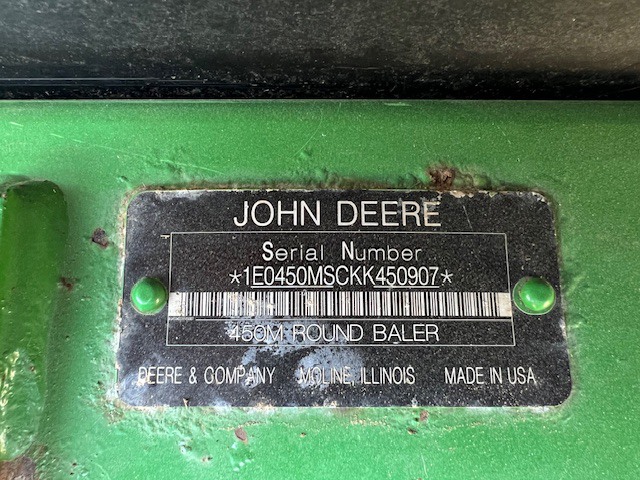 JOHN DEERE
Serial Number
*1E0450MSCKK450907*
450M ROUND BALER
DEERE & COMPANY MOLINE, ILLINOIS MADE IN USA